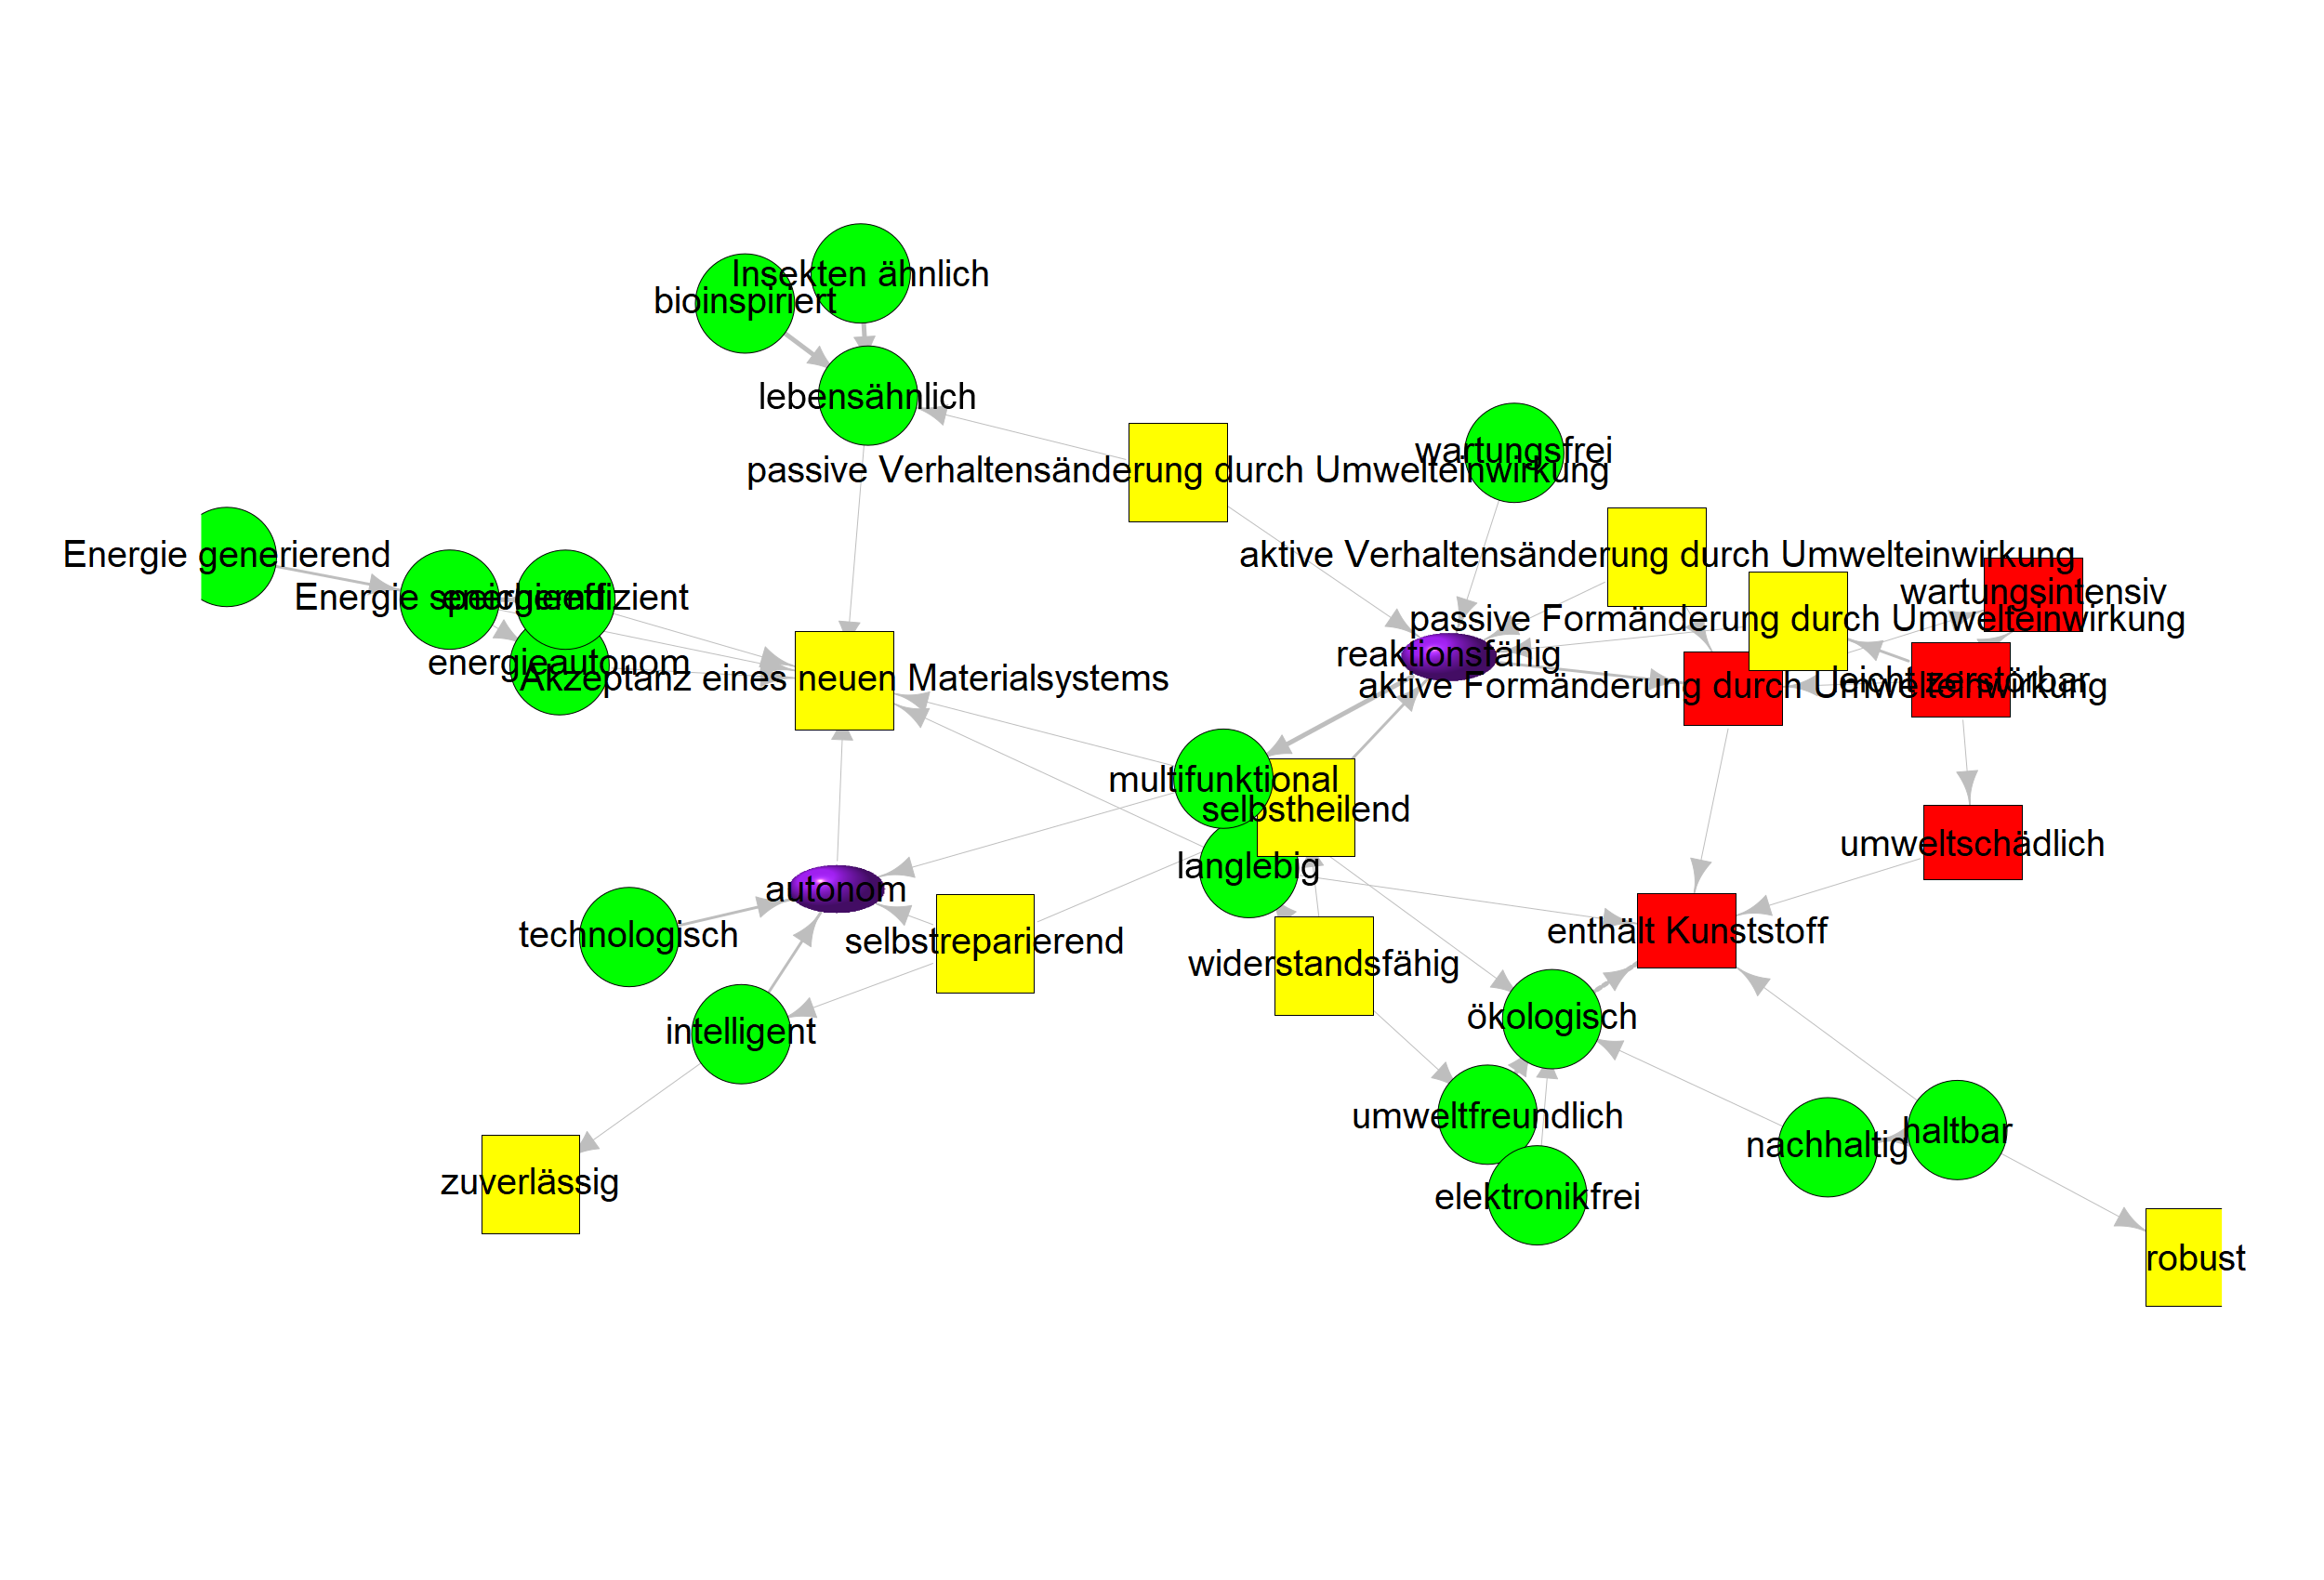 Insekten ähnlich
bioinspiriert
lebensähnlich
wartungsfrei
passive Verhaltensänderung durch Umwelteinwirkung
Energie generierend
aktive Verhaltensänderung durch Umwelteinwirkung
wartungsintensiv
Energie speichernd
energieeffizient
passive Formänderung durch Umwelteinwirkung
reaktionsfähig
energieautonom
Akzeptanz eines neuen Materialsystems
leicht zerstörbar
aktive Formänderung durch Umwelteinwirkung
multifunktional
selbstheilend
umweltschädlich
langlebig
autonom
technologisch
selbstreparierend
enthält Kunststoff
widerstandsfähig
ökologisch
intelligent
umweltfreundlich
haltbar
nachhaltig
zuverlässig
elektronikfrei
robust